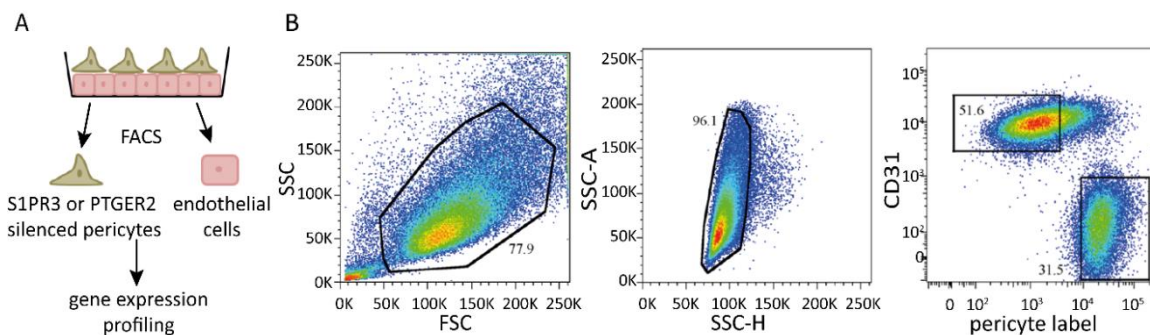 A
FACS
S1PR3 or PTGER2
silenced pericytes
endothelial
cells
gene expression
profiling
B
SSC
250K
200K
150K
100K
50K
0K
77.9
0K 50K 100K 150K 200K 250K
FSC
SSC-A
250K
200K
150K
100K
50K
0K
96.1
0K 50K 100K 150K 200K 250K
SSC-H
CD31
10⁵
10⁴
10³
10²
0
51.6
31.5
0 10² 10³ 10⁴ 10⁵
pericyte label